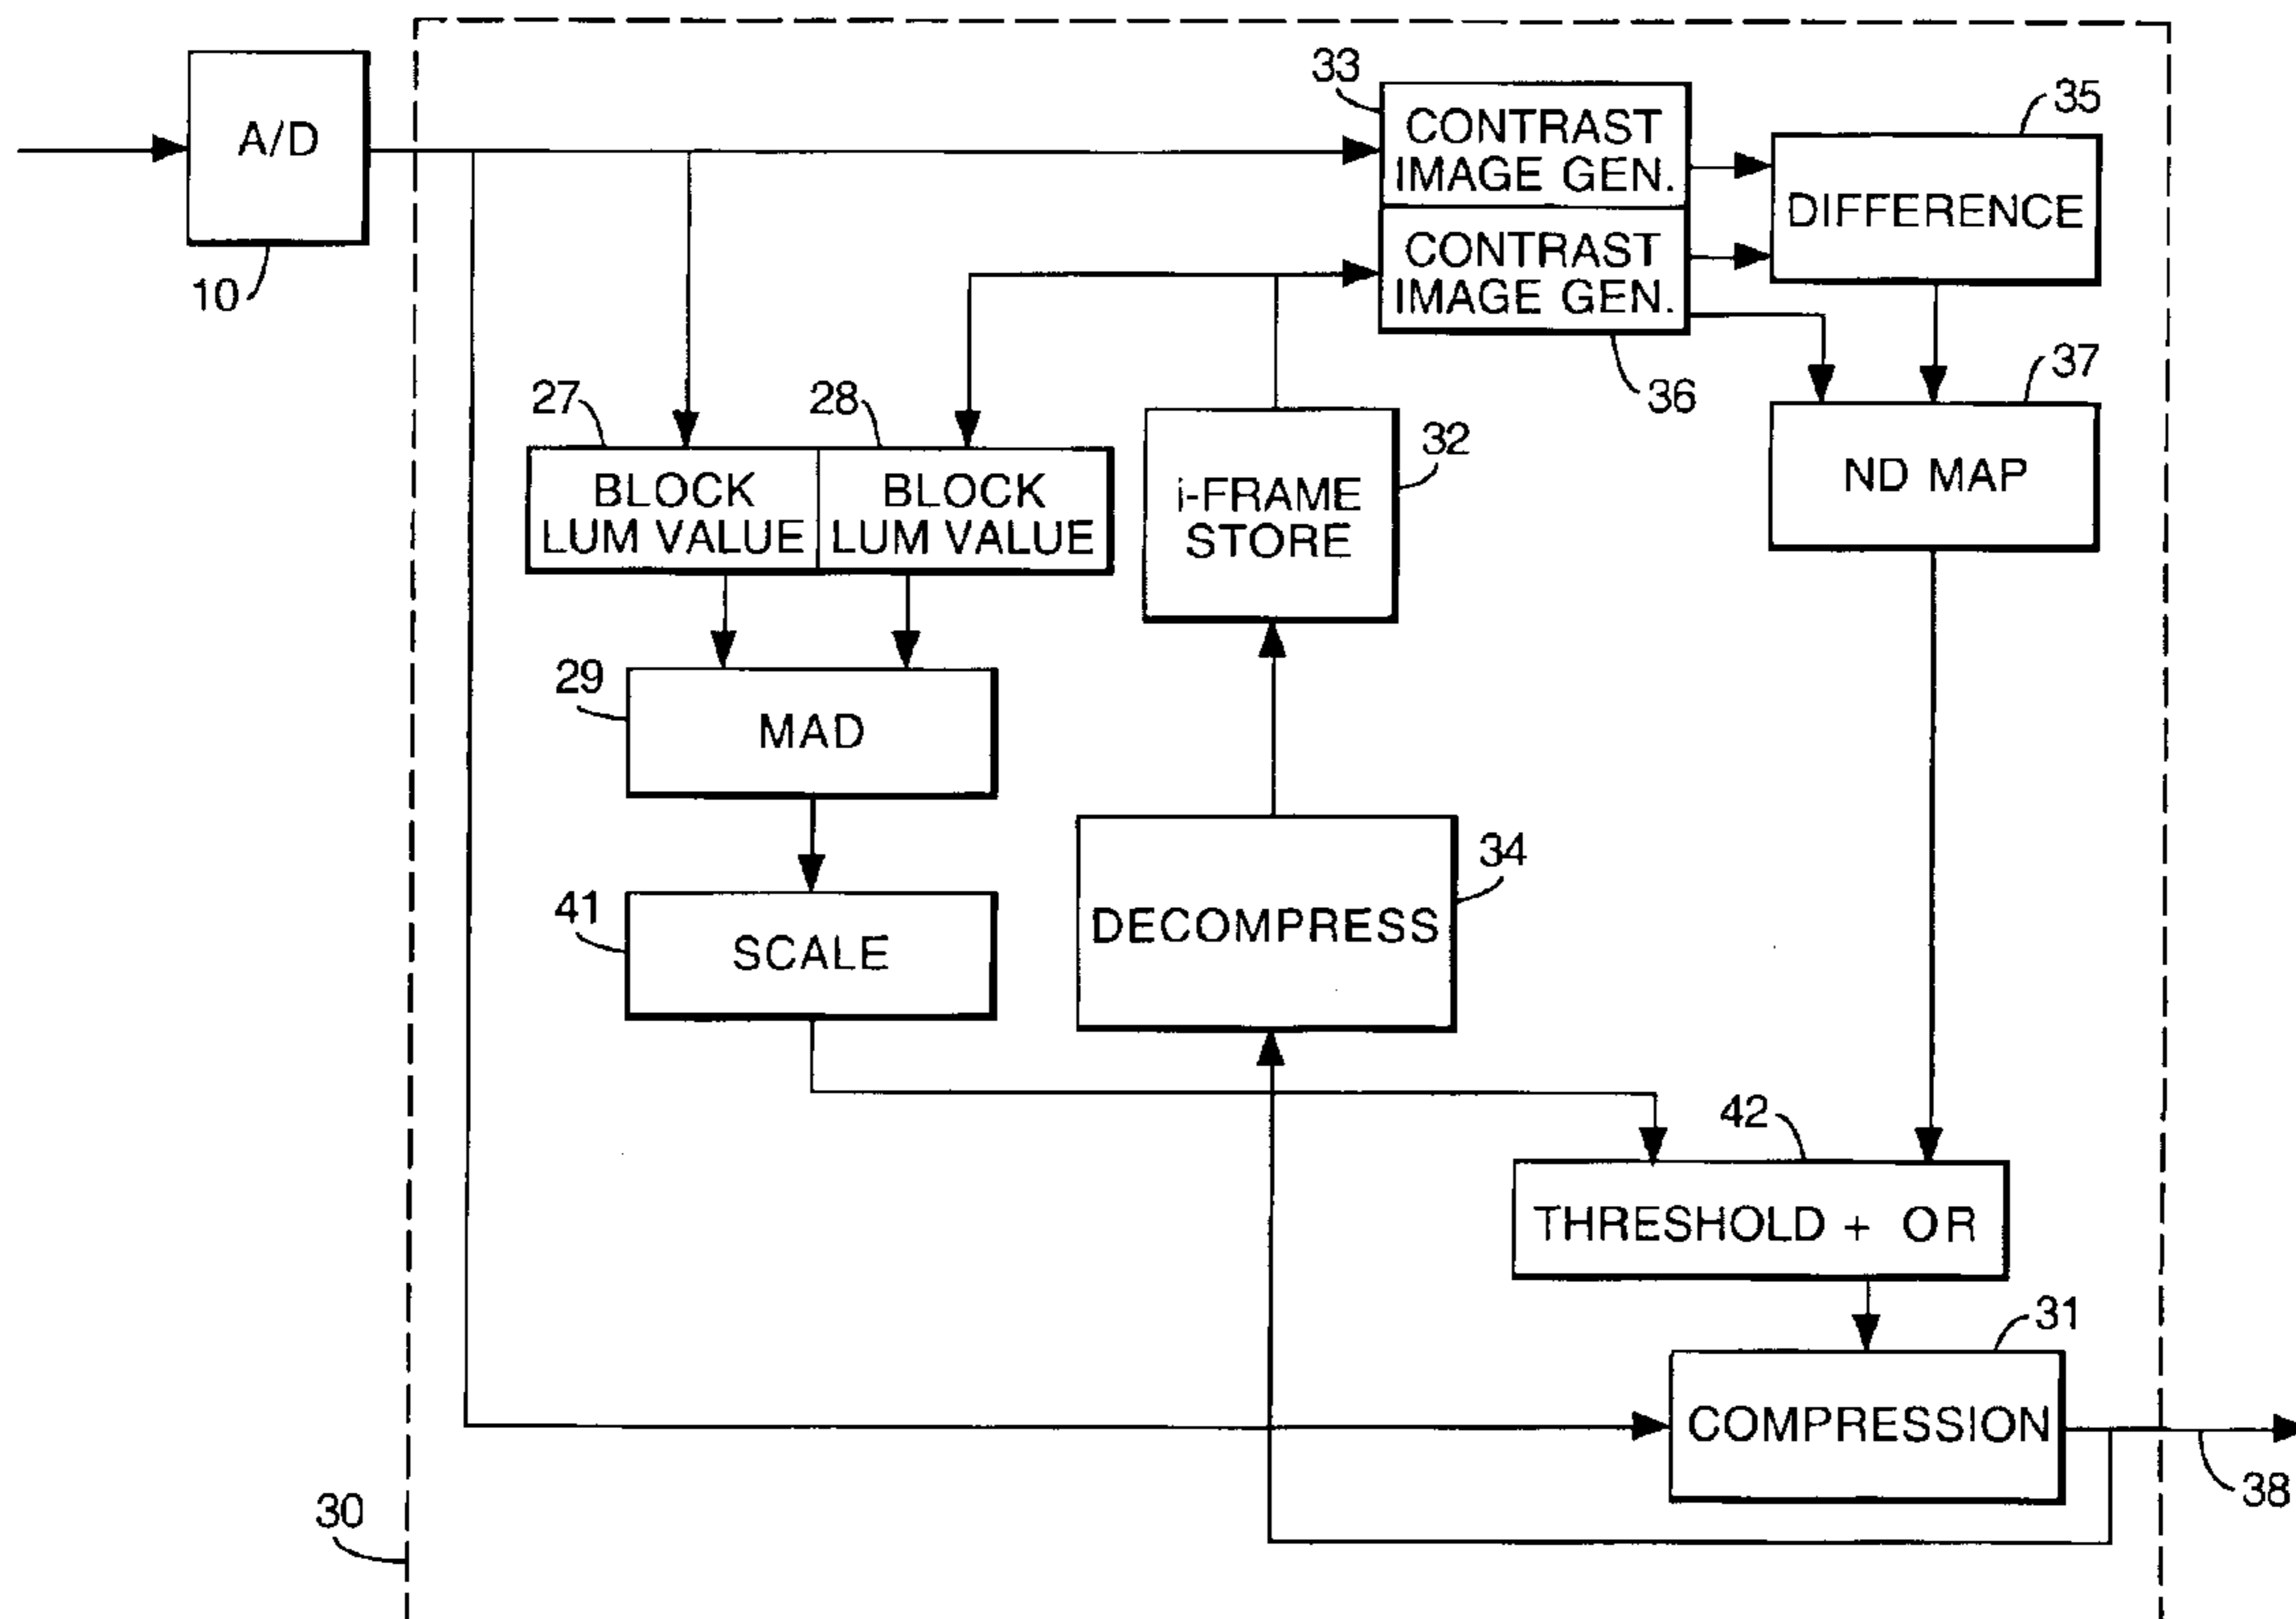 33
CONTRAST
IMAGE GEN.
35
A/D
DIFFERENCE
CONTRAST
IMAGE GEN.
10
37
27
28
36
32
BLOCK
LUM VALUE
BLOCK
LUM VALUE
i-FRAME
STORE
ND MAP
29
MAD
34
41
SCALE
DECOMPRESS
42
THRESHOLD + OR
31
COMPRESSION
38
30